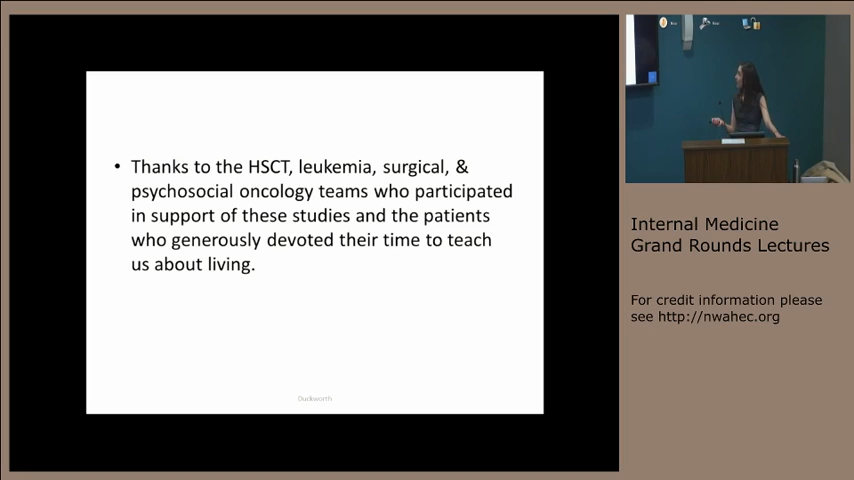 • Thanks to the HSCT, leukemia, surgical, &
psychosocial oncology teams who participated
in support of these studies and the patients
who generously devoted their time to teach
us about living.
Duckworth
Internal Medicine
Grand Rounds Lectures
For credit information please
see http://nwahec.org